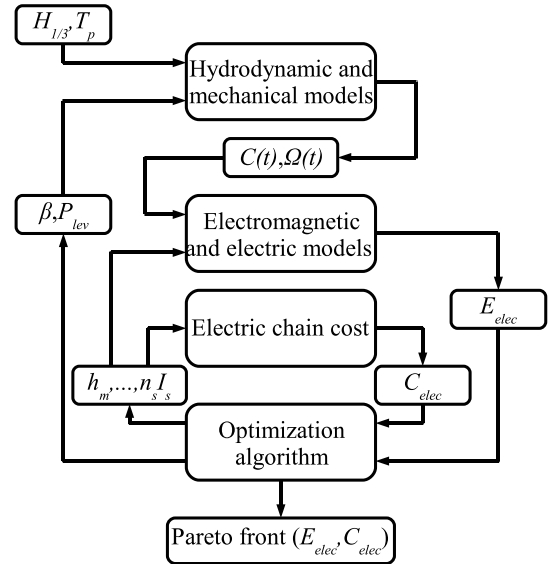 H1/3,Tp
Hydrodynamic and
mechanical models
C(t),Ω(t)
β,Plev
Electromagnetic
and electric models
Eelec
Electric chain cost
hm,...,nsIs
Celec
Optimization
algorithm
Pareto front (Eelec,Celec)